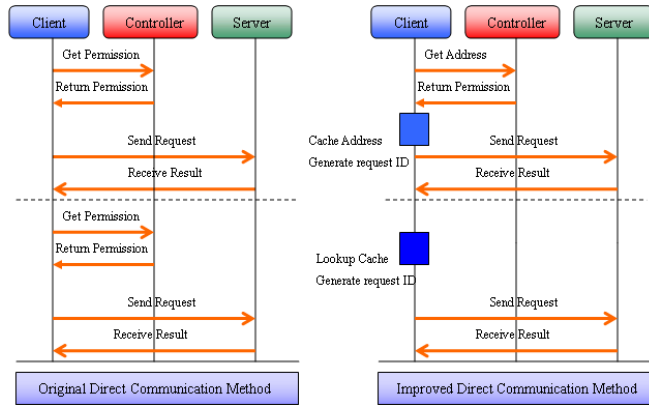 Client
Controller
Server
Get Permission
Return Permission
Send Request
Receive Result
Get Permission
Return Permission
Send Request
Receive Result
Original Direct Communication Method
Client
Controller
Server
Get Address
Return Permission
Cache Address
Generate request ID
Send Request
Receive Result
Lookup Cache
Generate request ID
Send Request
Receive Result
Improved Direct Communication Method